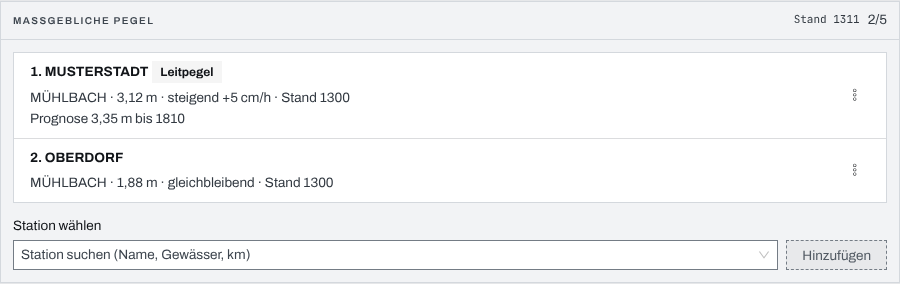 MASSGEBLICHE PEGEL
Stand 1311 2/5
1. MUSTERSTADT Leitpegel
MÜHLBACH · 3,12 m · steigend +5 cm/h · Stand 1300
Prognose 3,35 m bis 1810
2. OBERDORF
MÜHLBACH · 1,88 m · gleichbleibend · Stand 1300
Station wählen
Station suchen (Name, Gewässer, km)
Hinzufügen